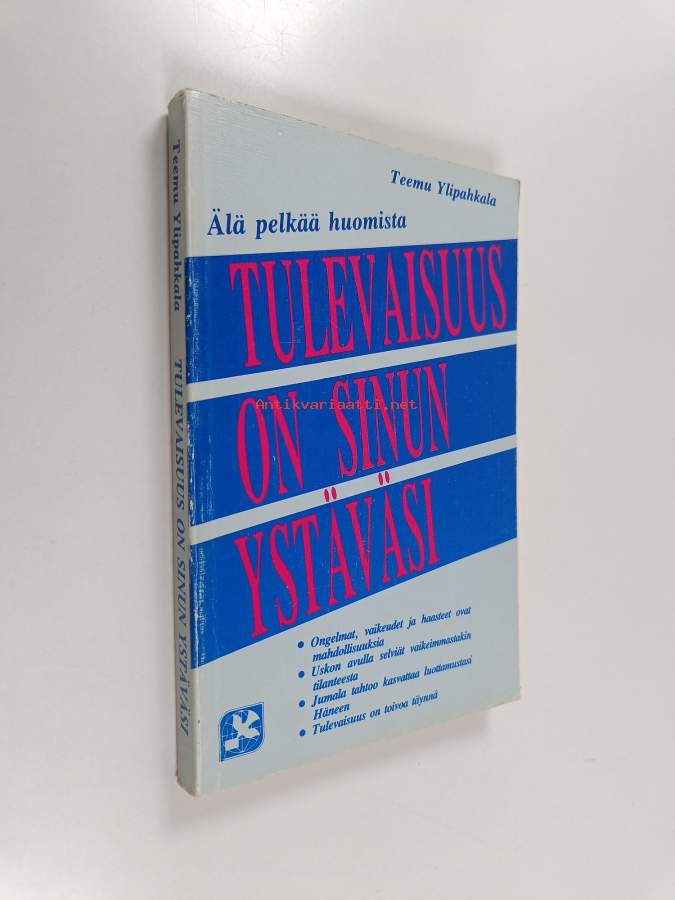 Teemu Ylipahkala
Älä pelkää huomista
TULEVAISUUS
ON SINUN
YSTÄVÄSI
• Ongelmat, vaikeudet ja haasteet ovat
mahdollisuuksia
• Uskon avulla selviät vaikeimmastakin
tilanteesta
• Jumala tahtoo kasvattaa luottamustasi
Häneen
• Tulevaisuus on toivoa täynnä
Teemu Ylipahkala TULEVAISUUS ON SINUN YSTÄVÄSI
Antikvariaatti.net